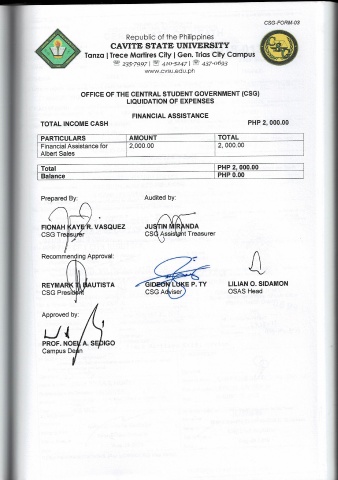 CSG-FORM-03
Republic of the Philippines
CAVITE STATE UNIVERSITY
Tanza | Trece Martires City | Gen. Trias City Campus
☏ 235-7997 | ☏ 410-5247 | ☏ 437-0693
www.cvsu.edu.ph
OFFICE OF THE CENTRAL STUDENT GOVERNMENT (CSG)
LIQUIDATION OF EXPENSES
FINANCIAL ASSISTANCE
TOTAL INCOME CASH PHP 2, 000.00
PARTICULARS AMOUNT TOTAL
Financial Assistance for 2,000.00 2, 000.00
Albert Sales
Total PHP 2, 000.00
Balance PHP 0.00
Prepared By: Audited by:
FIONAH KAYE R. VASQUEZ JUSTIN MIRANDA
CSG Treasurer CSG Assistant Treasurer
Recommending Approval:
REYMARK T. BAUTISTA GIDEON LUKE P. TY LILIAN O. SIDAMON
CSG President CSG Adviser OSAS Head
Approved by:
PROF. NOEL A. SEDIGO
Campus Dean